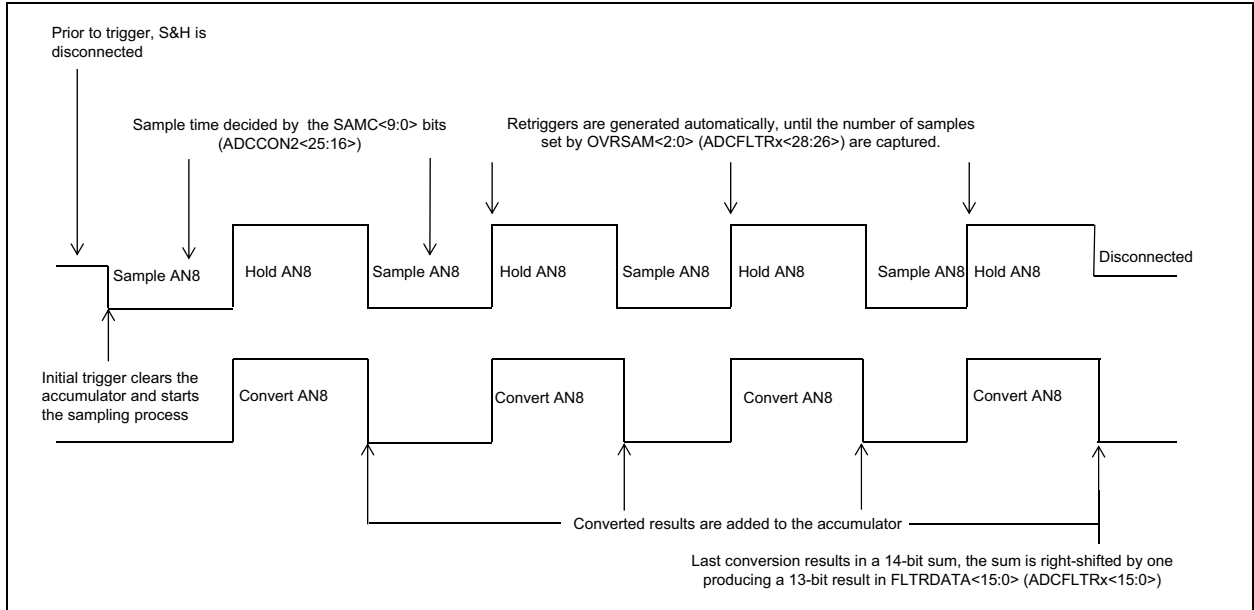 Prior to trigger, S&H is
disconnected
Sample time decided by the SAMC<9:0> bits
(ADCCON2<25:16>)
Retriggers are generated automatically, until the number of samples
set by OVRSAM<2:0> (ADCFLTRx<28:26>) are captured.
Sample AN8
Hold AN8
Sample AN8
Hold AN8
Sample AN8
Hold AN8
Sample AN8
Hold AN8
Disconnected
Initial trigger clears the
accumulator and starts
the sampling process
Convert AN8
Convert AN8
Convert AN8
Convert AN8
Converted results are added to the accumulator
Last conversion results in a 14-bit sum, the sum is right-shifted by one
producing a 13-bit result in FLTRDATA<15:0> (ADCFLTRx<15:0>)